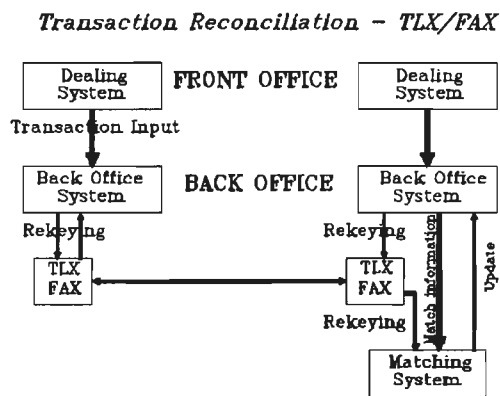 Transaction Reconciliation - TLX/FAX
Dealing
System
FRONT OFFICE
Dealing
System
Transaction Input
Back Office
System
BACK OFFICE
Back Office
System
Rekeying
Rekeying
Match information
Update
TLX
FAX
TLX
FAX
Rekeying
Matching
System